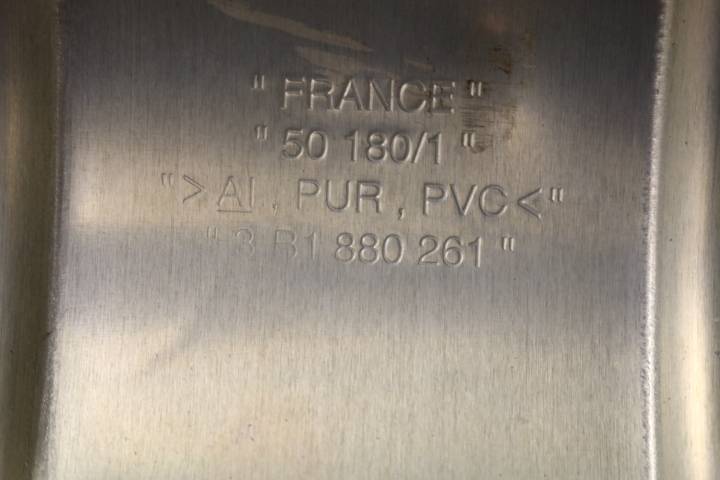 " FRANCE "
" 50 180/1 "
"> AL , PUR , PVC <"
" 3 B1 880 261 "